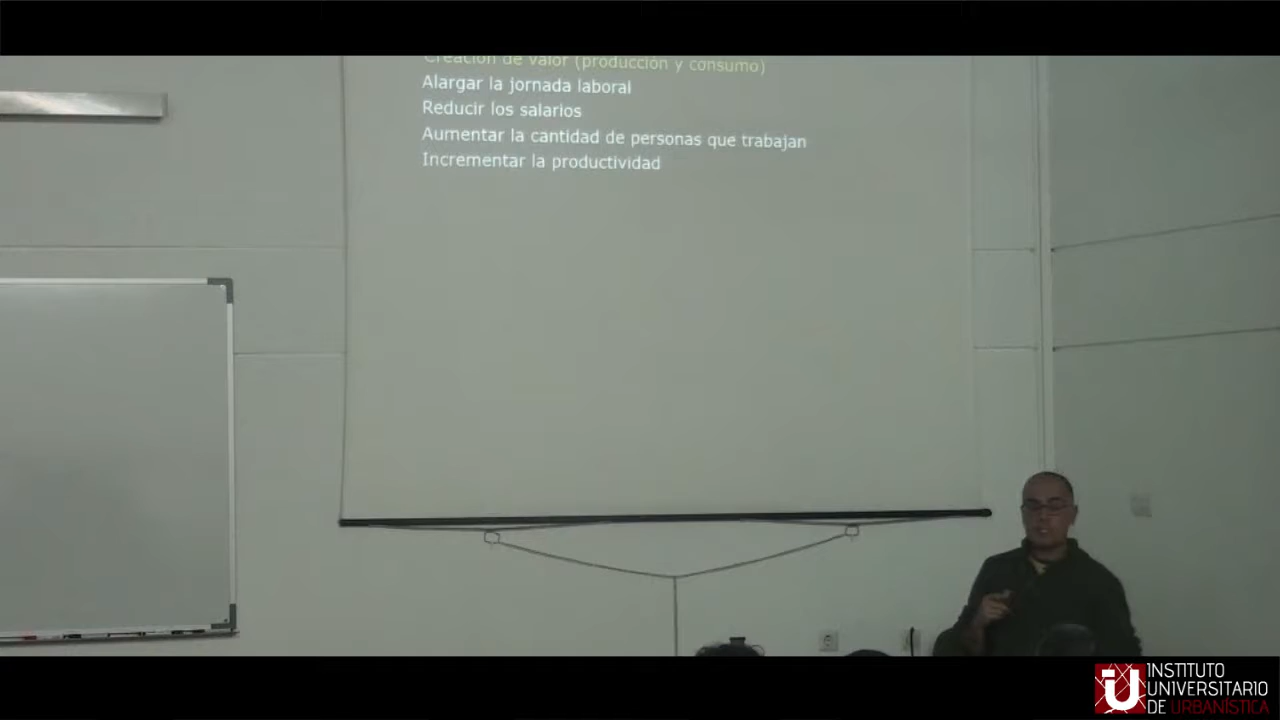 Creación de valor (producción y consumo)
Alargar la jornada laboral
Reducir los salarios
Aumentar la cantidad de personas que trabajan
Incrementar la productividad
INSTITUTO
UNIVERSITARIO
DE URBANÍSTICA